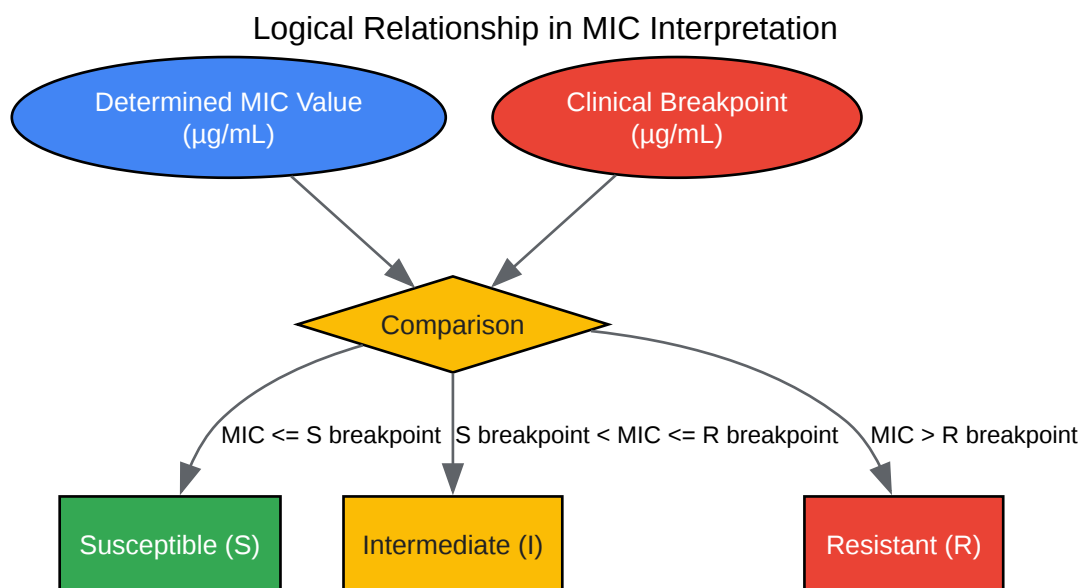 Logical Relationship in MIC Interpretation
Determined MIC Value
(µg/mL)
Clinical Breakpoint
(µg/mL)
Comparison
MIC <= S breakpoint
S breakpoint < MIC <= R breakpoint
MIC > R breakpoint
Susceptible (S)
Intermediate (I)
Resistant (R)